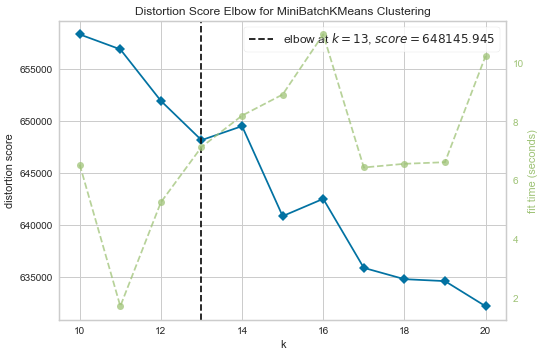 Distortion Score Elbow for MiniBatchKMeans Clustering
elbow at k = 13, score = 648145.945
655000
650000
645000
640000
635000
distortion score
10
8
6
4
2
fit time (seconds)
10 12 14 16 18 20
k